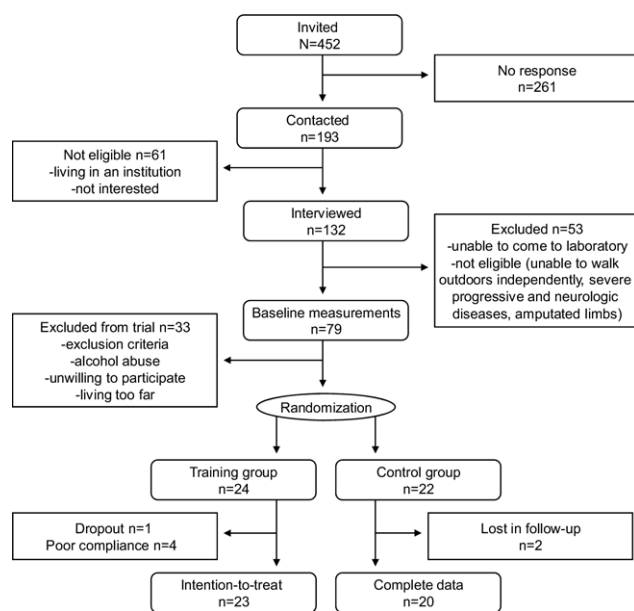 Invited
N=452
No response
n=261
Contacted
n=193
Not eligible n=61
-living in an institution
-not interested
Interviewed
n=132
Excluded n=53
-unable to come to laboratory
-not eligible (unable to walk
outdoors independently, severe
progressive and neurologic
diseases, amputated limbs)
Baseline measurements
n=79
Excluded from trial n=33
-exclusion criteria
-alcohol abuse
-unwilling to participate
-living too far
Randomization
Training group
n=24
Control group
n=22
Dropout n=1
Poor compliance n=4
Lost in follow-up
n=2
Intention-to-treat
n=23
Complete data
n=20